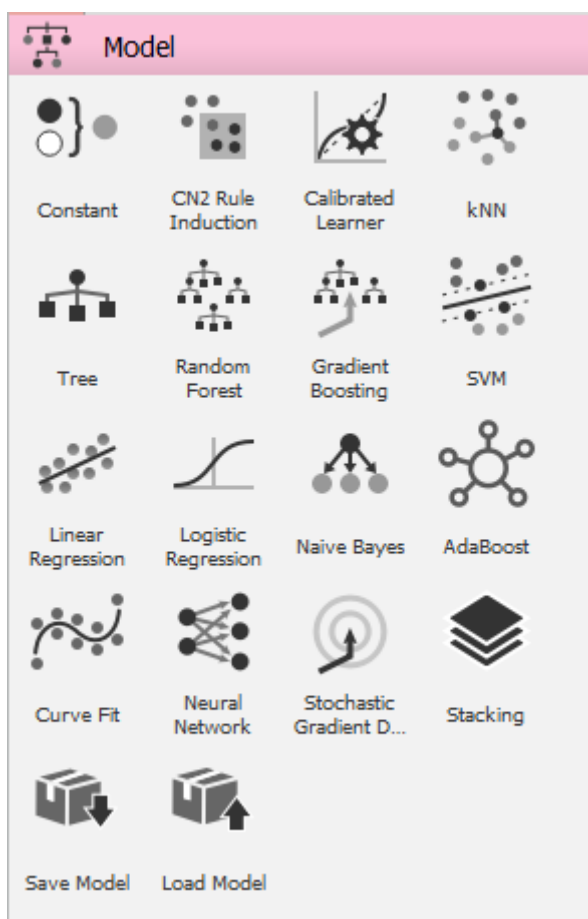 Model
Constant
CN2 Rule
Induction
Calibrated
Learner
kNN
Tree
Random
Forest
Gradient
Boosting
SVM
Linear
Regression
Logistic
Regression
Naive Bayes
AdaBoost
Curve Fit
Neural
Network
Stochastic
Gradient D...
Stacking
Save Model
Load Model